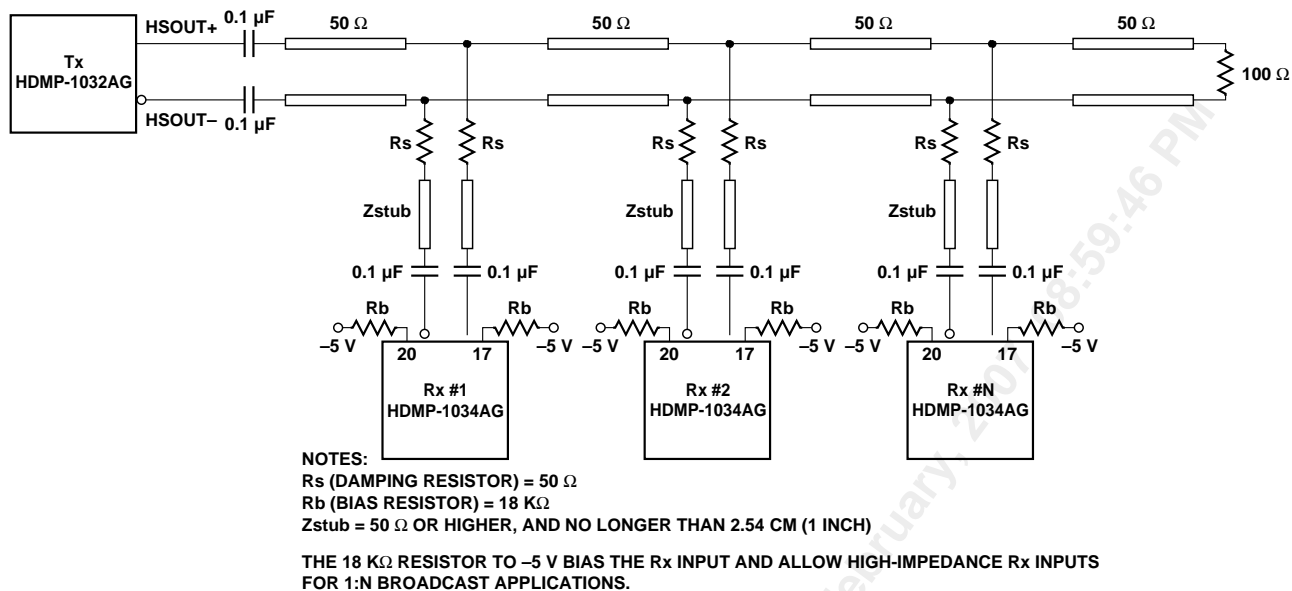 HSOUT+
0.1 µF
50 Ω
50 Ω
50 Ω
50 Ω
Tx
HDMP-1032AG
100 Ω
HSOUT–
0.1 µF
Rs
Rs
Rs
Rs
Rs
Rs
Zstub
Zstub
Zstub
0.1 µF
0.1 µF
0.1 µF
0.1 µF
0.1 µF
0.1 µF
Rb
Rb
Rb
Rb
Rb
Rb
–5 V
–5 V
–5 V
–5 V
–5 V
–5 V
20
17
20
17
20
17
Rx #1
HDMP-1034AG
Rx #2
HDMP-1034AG
Rx #N
HDMP-1034AG
NOTES:
Rs (DAMPING RESISTOR) = 50 Ω
Rb (BIAS RESISTOR) = 18 KΩ
Zstub = 50 Ω OR HIGHER, AND NO LONGER THAN 2.54 CM (1 INCH)
THE 18 KΩ RESISTOR TO –5 V BIAS THE Rx INPUT AND ALLOW HIGH-IMPEDANCE Rx INPUTS
FOR 1:N BROADCAST APPLICATIONS.